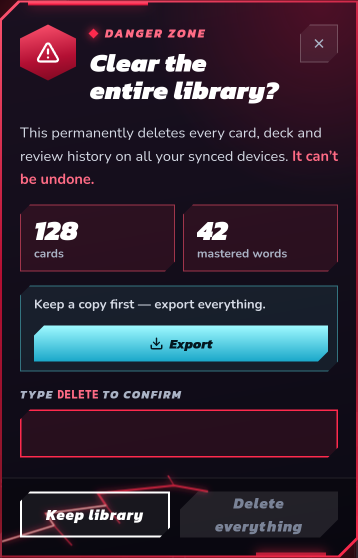 DANGER ZONE
Clear the
entire library?
This permanently deletes every card, deck and
review history on all your synced devices. It can’t
be undone.
128
cards
42
mastered words
Keep a copy first — export everything.
Export
TYPE DELETE TO CONFIRM
Keep library
Delete
everything